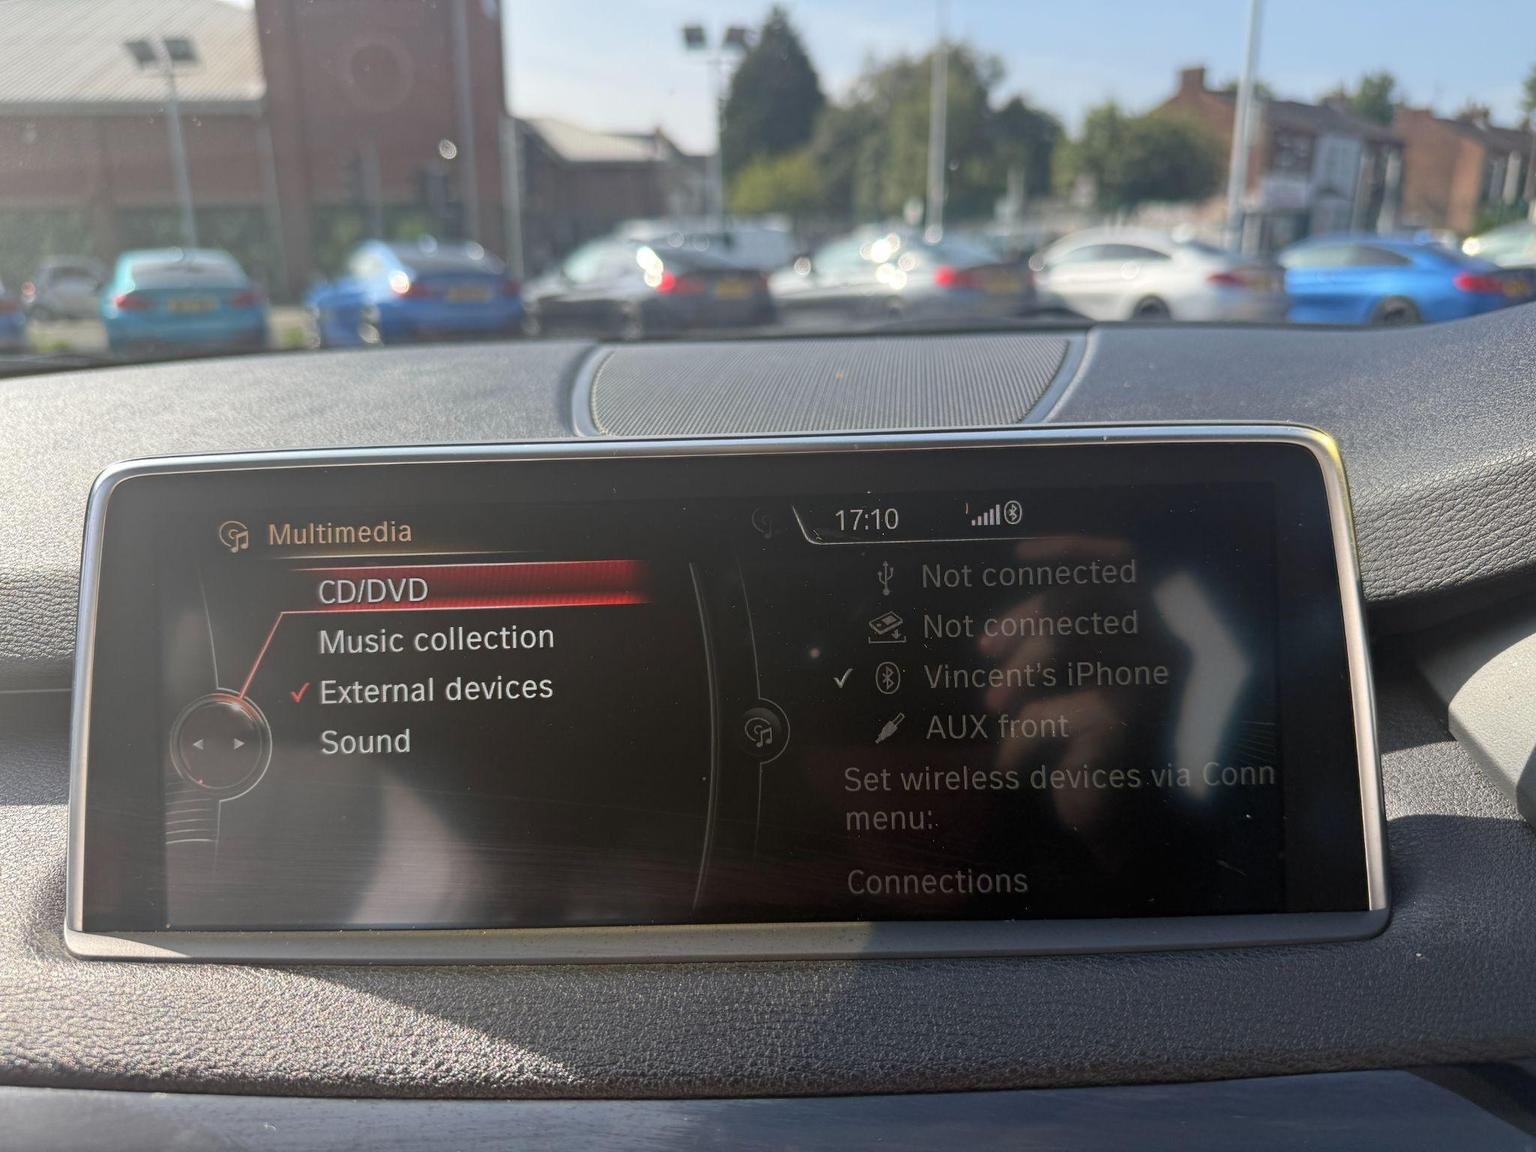 Multimedia
CD/DVD
Music collection
External devices
Sound
17:10
Not connected
Not connected
Vincent's iPhone
AUX front
Set wireless devices via Conn
menu:
Connections